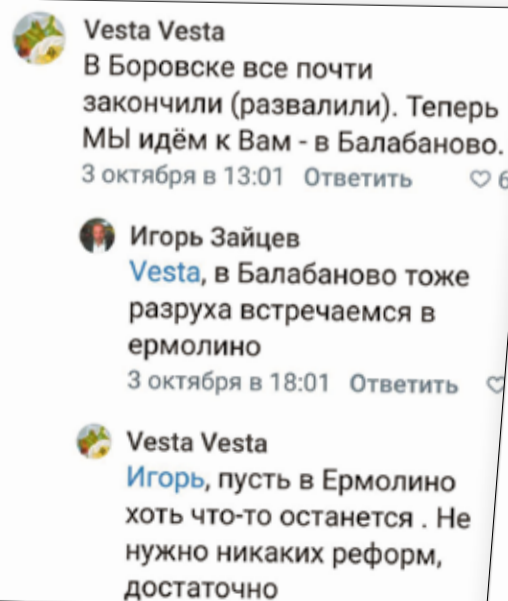 Vesta Vesta
В Боровске все почти
закончили (развалили). Теперь
МЫ идём к Вам - в Балабаново.
3 октября в 13:01 Ответить 6
Игорь Зайцев
Vesta, в Балабаново тоже
разруха встречаемся в
ермолино
3 октября в 18:01 Ответить
Vesta Vesta
Игорь, пусть в Ермолино
хоть что-то останется . Не
нужно никаких реформ,
достаточно